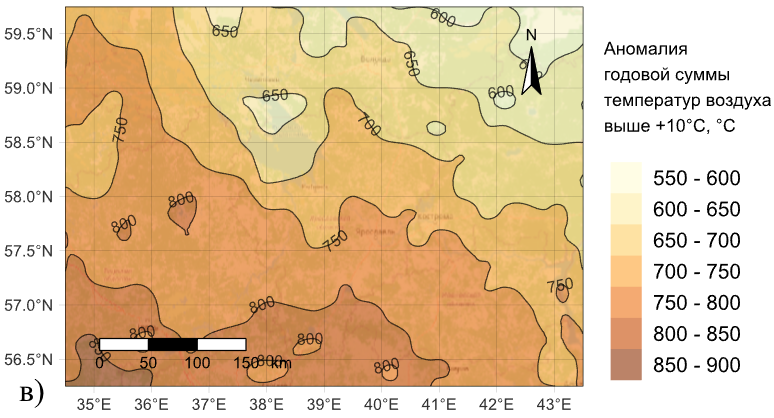 59.5°N
59.0°N
58.5°N
58.0°N
57.5°N
57.0°N
56.5°N
35°E 36°E 37°E 38°E 39°E 40°E 41°E 42°E 43°E
650
600
650
650
600
700
750
800
800
750
750
800
800
800
800
800
0 50 100 150 km
N
в)
Аномалия
годовой суммы
температур воздуха
выше +10°C, °C
550 - 600
600 - 650
650 - 700
700 - 750
750 - 800
800 - 850
850 - 900